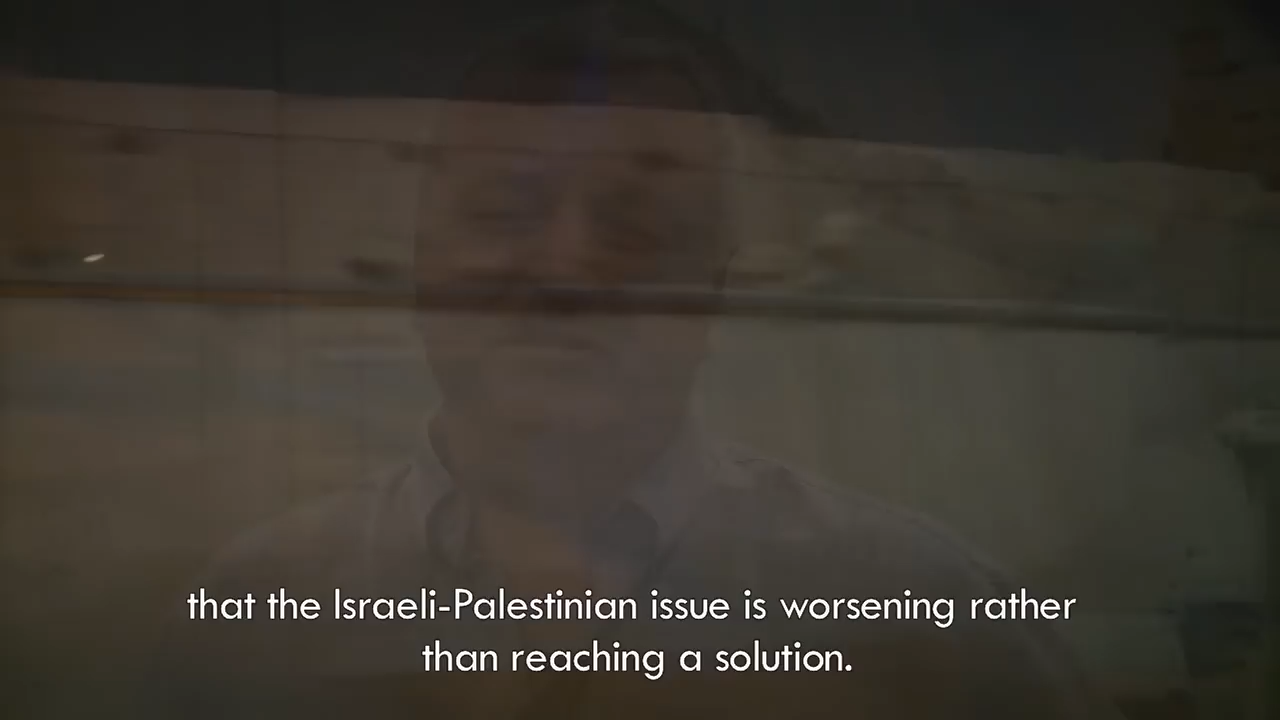 that the Israeli-Palestinian issue is worsening rather
than reaching a solution.